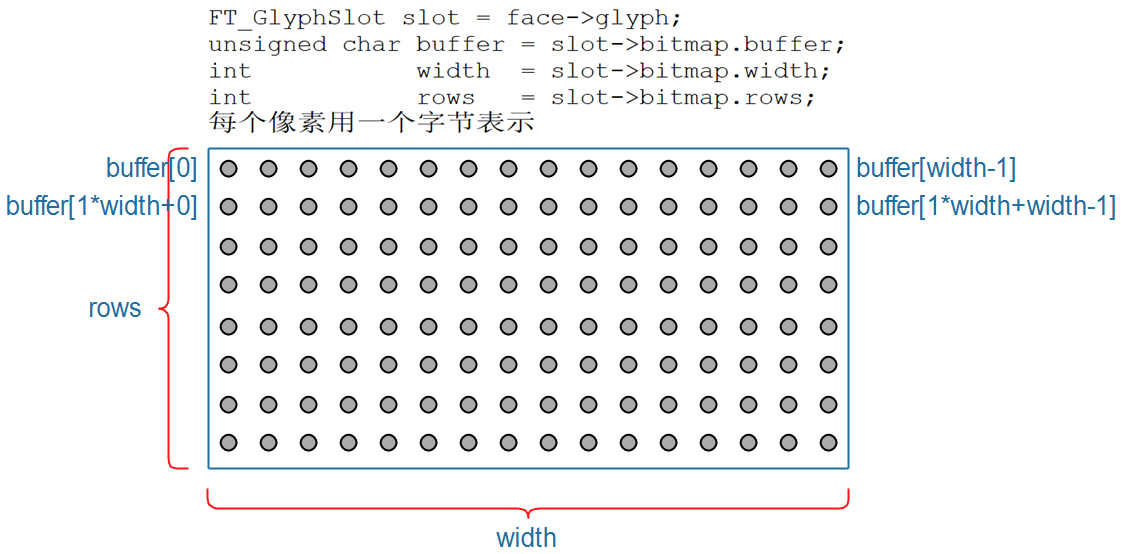 FT_GlyphSlot slot = face->glyph;
unsigned char buffer = slot->bitmap.buffer;
int width = slot->bitmap.width;
int rows = slot->bitmap.rows;
每个像素用一个字节表示
buffer[0]
buffer[width-1]
buffer[1*width+0]
buffer[1*width+width-1]
rows
width